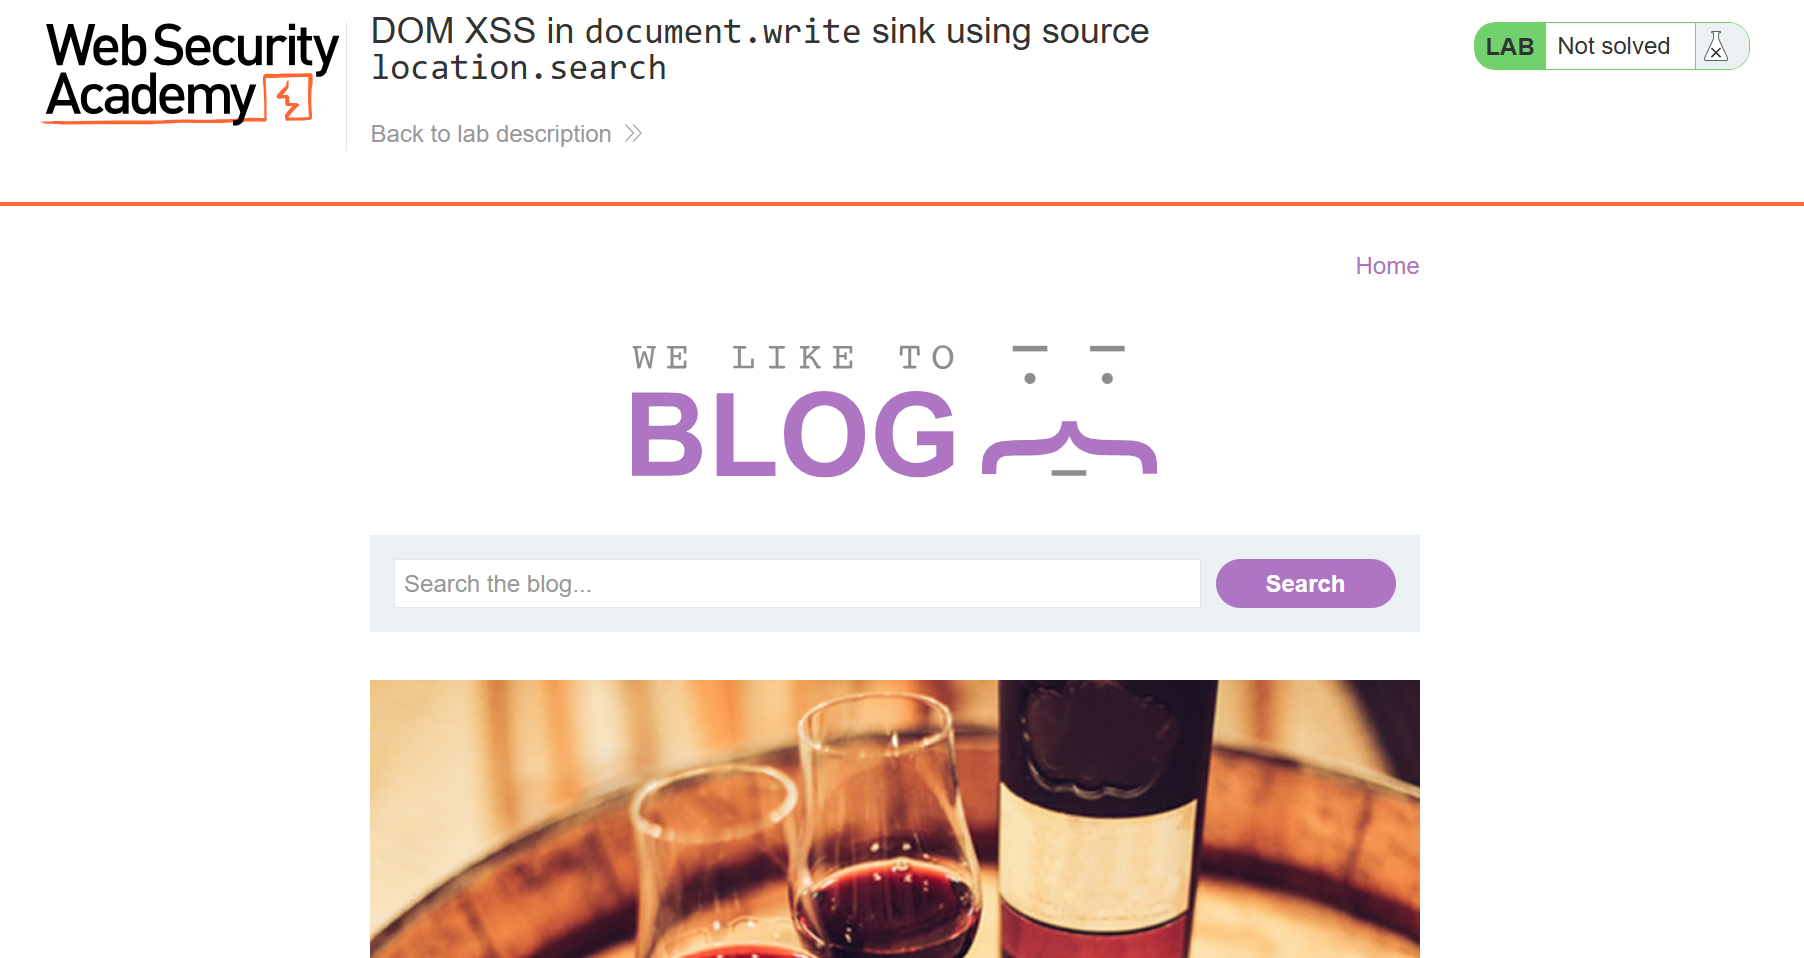 Web Security
Academy
DOM XSS in document.write sink using source
location.search
Back to lab description
LAB Not solved
Home
WE LIKE TO
BLOG
Search the blog...
Search